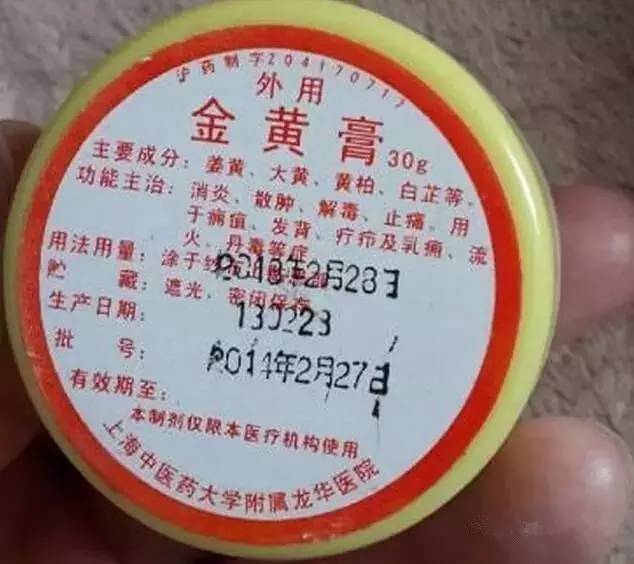 沪药制字204170717
外用
金黄膏30g
主要成分：姜黄、大黄、黄柏、白芷等。
功能主治：消炎、散肿、解毒、止痛。用
于痈疽、发背、疔疖及乳痈、流
火、丹毒等症
用法用量：涂于
贮 藏：遮光、密闭保存
生产日期：
2013年2月28日
批 号：
130228
有效期至：
2014年2月27日
本制剂仅限本医疗机构使用
上海中医药大学附属龙华医院